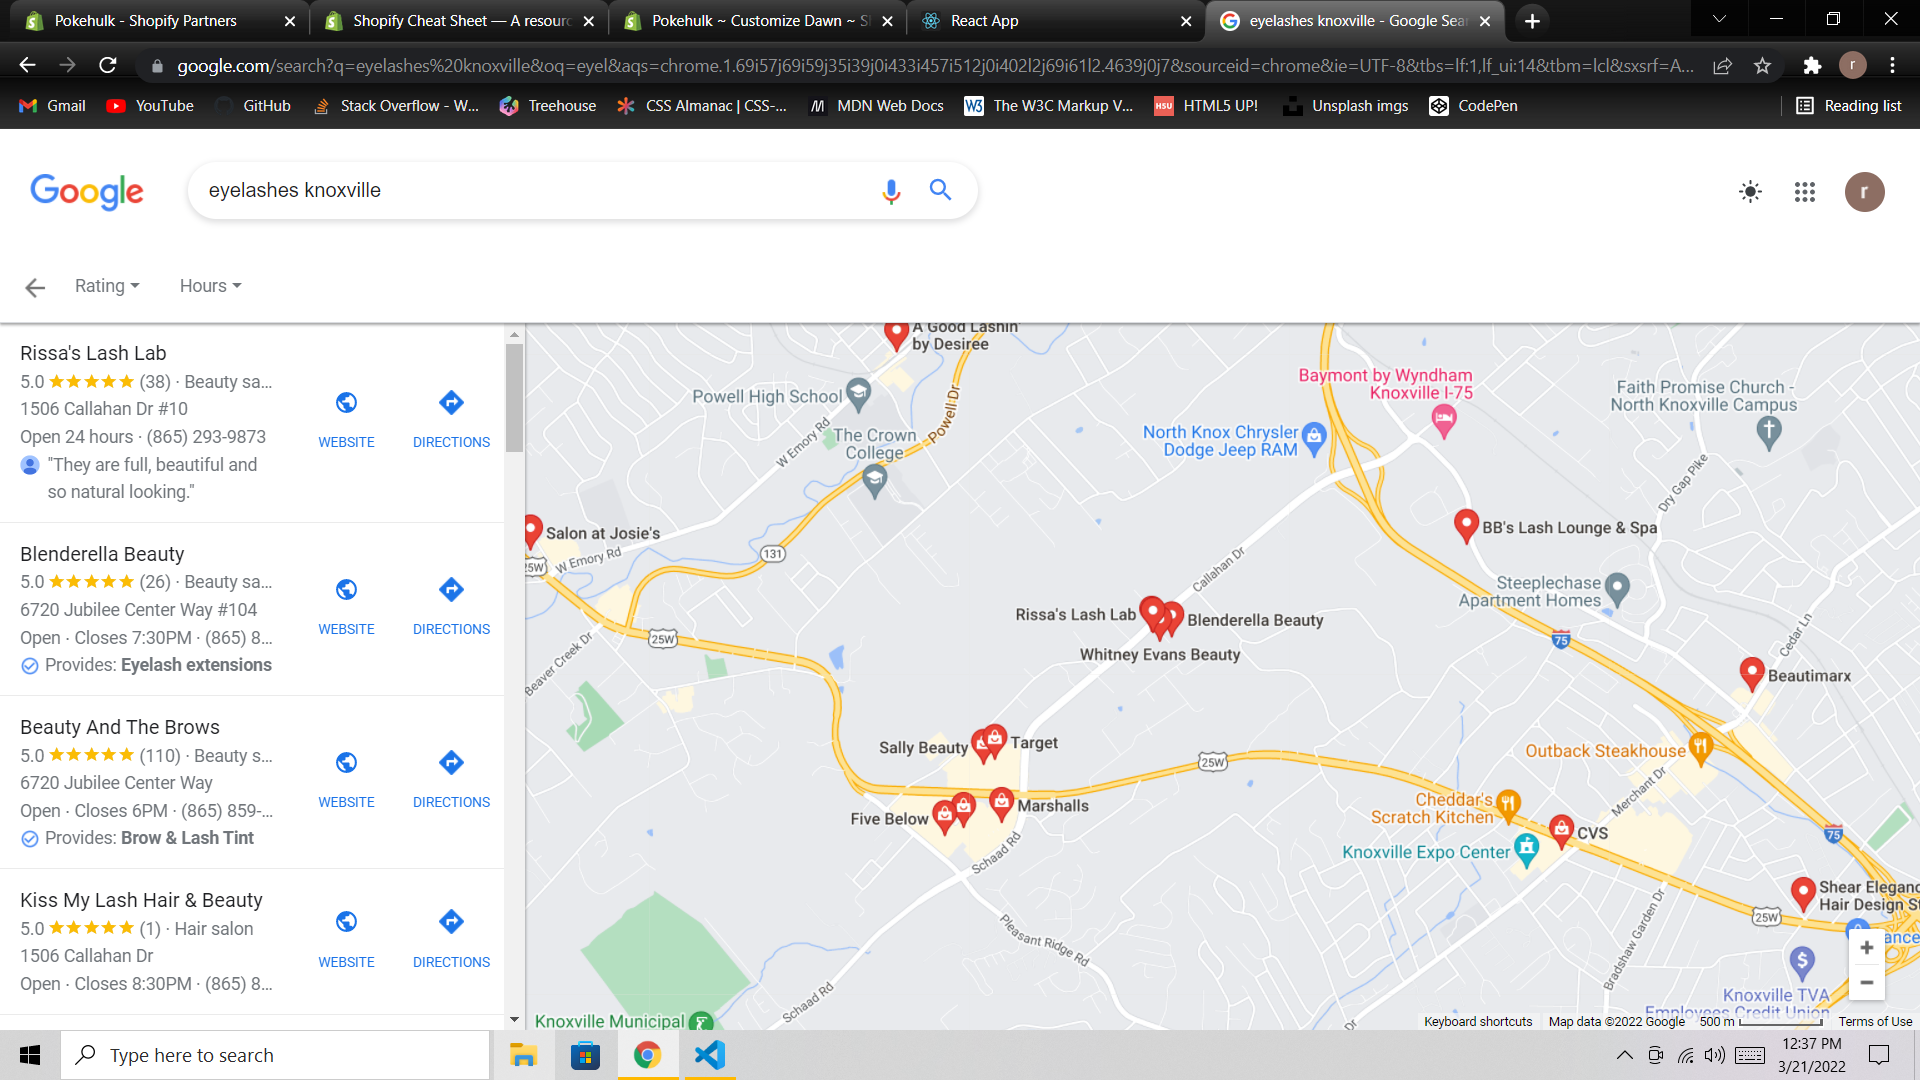 Pokehulk - Shopify Partners
Shopify Cheat Sheet — A resourc
Pokehulk ~ Customize Dawn ~ S
React App
eyelashes knoxville - Google Sear
google.com/search?q=eyelashes%20knoxville&oq=eyel&aqs=chrome.1.69i57j69i59j35i39j0i433i457i512j0i402l2j69i61l2.4639j0j7&sourceid=chrome&ie=UTF-8&tbs=lf:1,lf_ui:14&tbm=lcl&sxsrf=A...
r
Gmail
YouTube
GitHub
Stack Overflow - W...
Treehouse
CSS Almanac | CSS-...
MDN Web Docs
The W3C Markup V...
HTML5 UP!
Unsplash imgs
CodePen
Reading list
Google
eyelashes knoxville
r
Rating
Hours
Rissa's Lash Lab
5.0 (38) · Beauty sa...
1506 Callahan Dr #10
Open 24 hours · (865) 293-9873
"They are full, beautiful and
so natural looking."
WEBSITE
DIRECTIONS
Blenderella Beauty
5.0 (26) · Beauty sa...
6720 Jubilee Center Way #104
Open · Closes 7:30PM · (865) 8...
Provides: Eyelash extensions
WEBSITE
DIRECTIONS
Beauty And The Brows
5.0 (110) · Beauty s...
6720 Jubilee Center Way
Open · Closes 6PM · (865) 859-...
Provides: Brow & Lash Tint
WEBSITE
DIRECTIONS
Kiss My Lash Hair & Beauty
5.0 (1) · Hair salon
1506 Callahan Dr
Open · Closes 8:30PM · (865) 8...
WEBSITE
DIRECTIONS
A Good Lashin'
by Desiree
Powell High School
W Emory Rd
Powell Dr
The Crown
College
Baymont by Wyndham
Knoxville I-75
North Knox Chrysler
Dodge Jeep RAM
Faith Promise Church -
North Knoxville Campus
Dry Gap Pike
Salon at Josie's
25W
W Emory Rd
131
BB's Lash Lounge & Spa
Callahan Dr
Steeplechase
Apartment Homes
Rissa's Lash Lab
Blenderella Beauty
Whitney Evans Beauty
25W
75
Cedar Ln
Beaver Creek Dr
Beautimarx
Sally Beauty
Target
25W
Outback Steakhouse
Merchant Dr
Five Below
Marshalls
Schaad Rd
Cheddar's
Scratch Kitchen
CVS
75
Knoxville Expo Center
Shear Eleganc
Hair Design St
25W
Bradshaw Garden Dr
Pleasant Ridge Rd
Schaad Rd
ance
Knoxville TVA
Employees Credit Union
Knoxville Municipal
Dr
Keyboard shortcuts
Map data ©2022 Google
500 m
Terms of Use
Type here to search
12:37 PM
3/21/2022